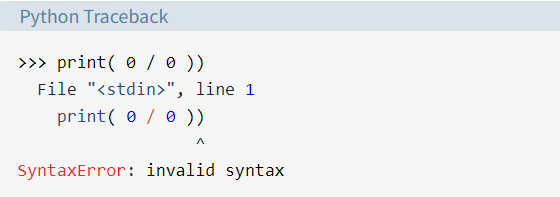 Python Traceback
>>> print( 0 / 0 ))
  File "<stdin>", line 1
    print( 0 / 0 ))
                  ^
SyntaxError: invalid syntax